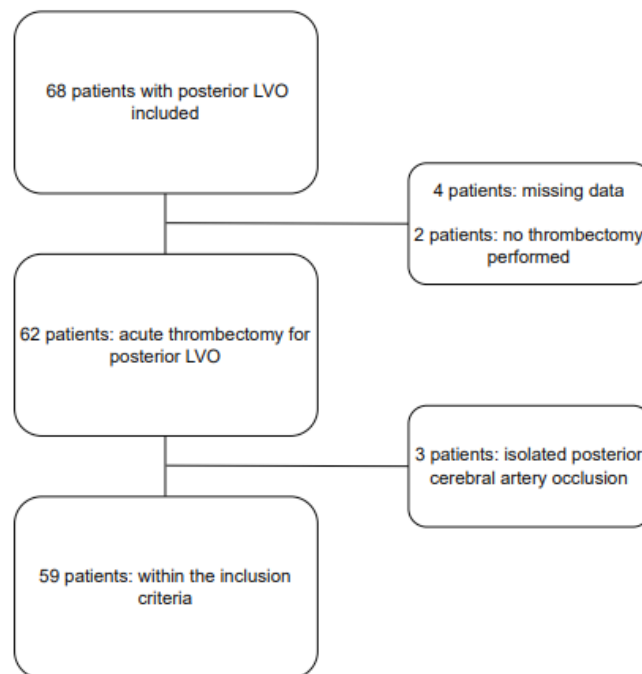 68 patients with posterior LVO
included
4 patients: missing data
2 patients: no thrombectomy
performed
62 patients: acute thrombectomy for
posterior LVO
3 patients: isolated posterior
cerebral artery occlusion
59 patients: within the inclusion
criteria